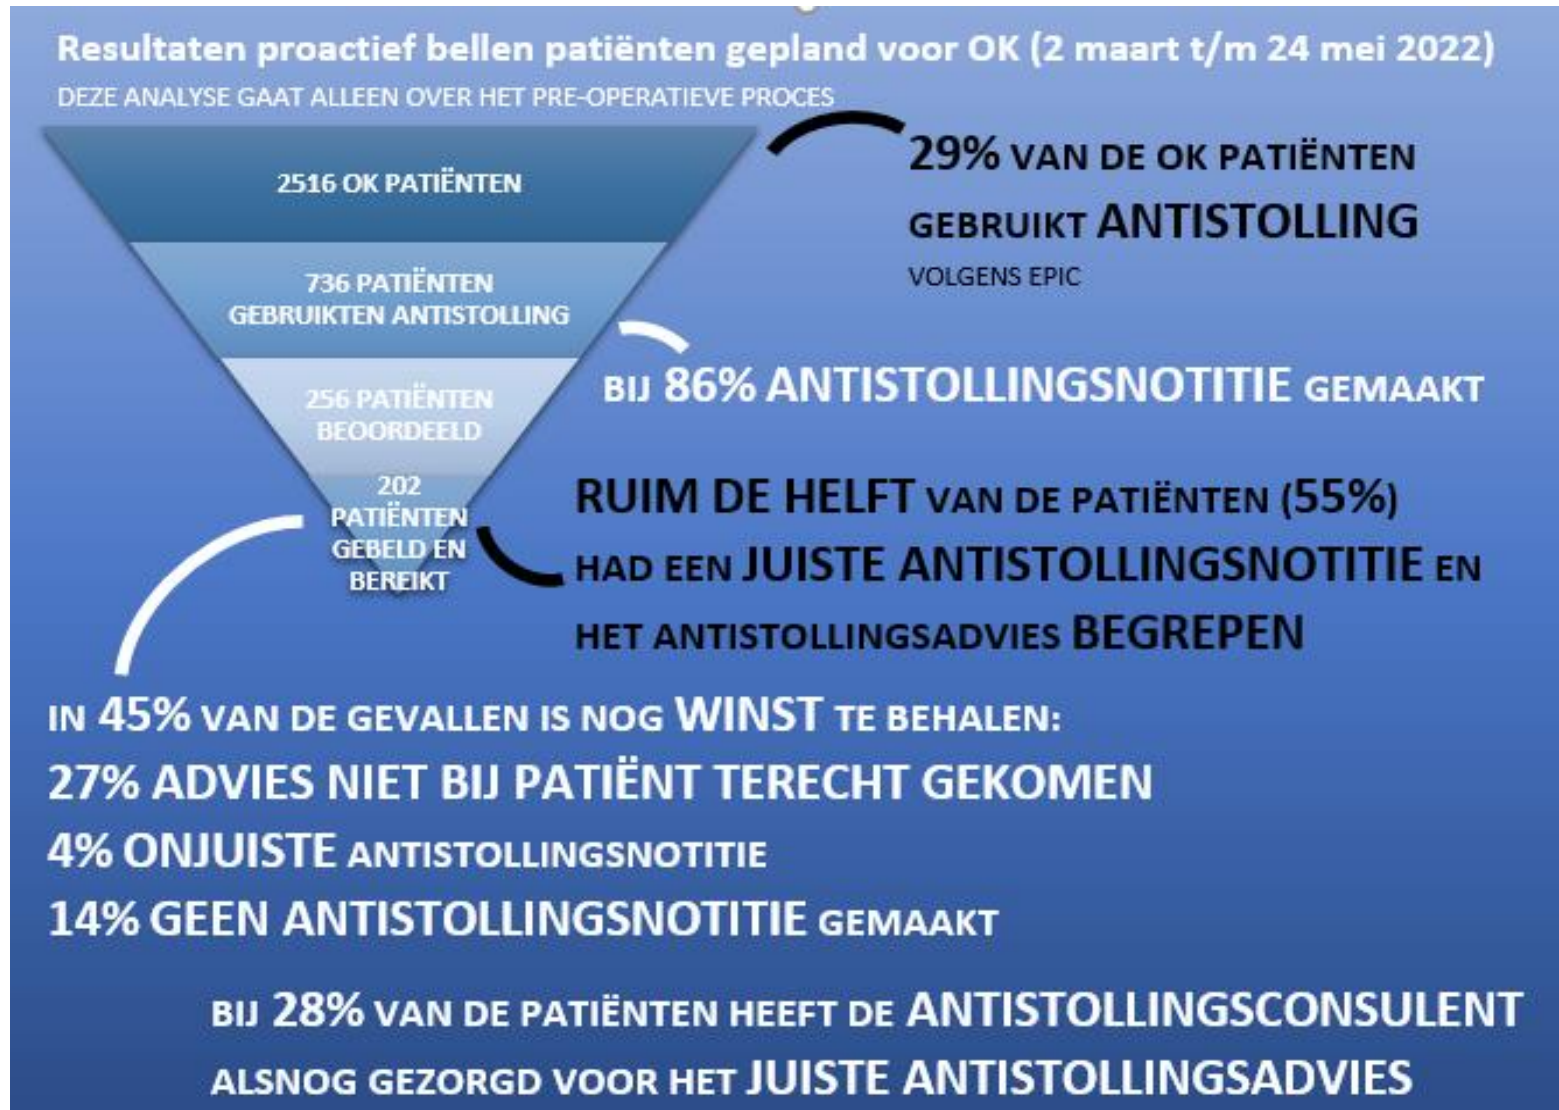 Resultaten proactief bellen patiënten gepland voor OK (2 maart t/m 24 mei 2022)
DEZE ANALYSE GAAT ALLEEN OVER HET PRE-OPERATIEVE PROCES
2516 OK PATIËNTEN
29% VAN DE OK PATIËNTEN
GEBRUIKT ANTISTOLLING
VOLGENS EPIC
736 PATIËNTEN
GEBRUIKTEN ANTISTOLLING
BIJ 86% ANTISTOLLINGSNOTITIE GEMAAKT
256 PATIËNTEN
BEOORDEELD
202
PATIËNTEN
GEBELD EN
BEREIKT
RUIM DE HELFT VAN DE PATIËNTEN (55%)
HAD EEN JUISTE ANTISTOLLINGSNOTITIE EN
HET ANTISTOLLINGSADVIES BEGREPEN
IN 45% VAN DE GEVALLEN IS NOG WINST TE BEHALEN:
27% ADVIES NIET BIJ PATIËNT TERECHT GEKOMEN
4% ONJUISTE ANTISTOLLINGSNOTITIE
14% GEEN ANTISTOLLINGSNOTITIE GEMAAKT
BIJ 28% VAN DE PATIËNTEN HEEFT DE ANTISTOLLINGSCONSULENT
ALSNOG GEZORGD VOOR HET JUISTE ANTISTOLLINGSADVIES